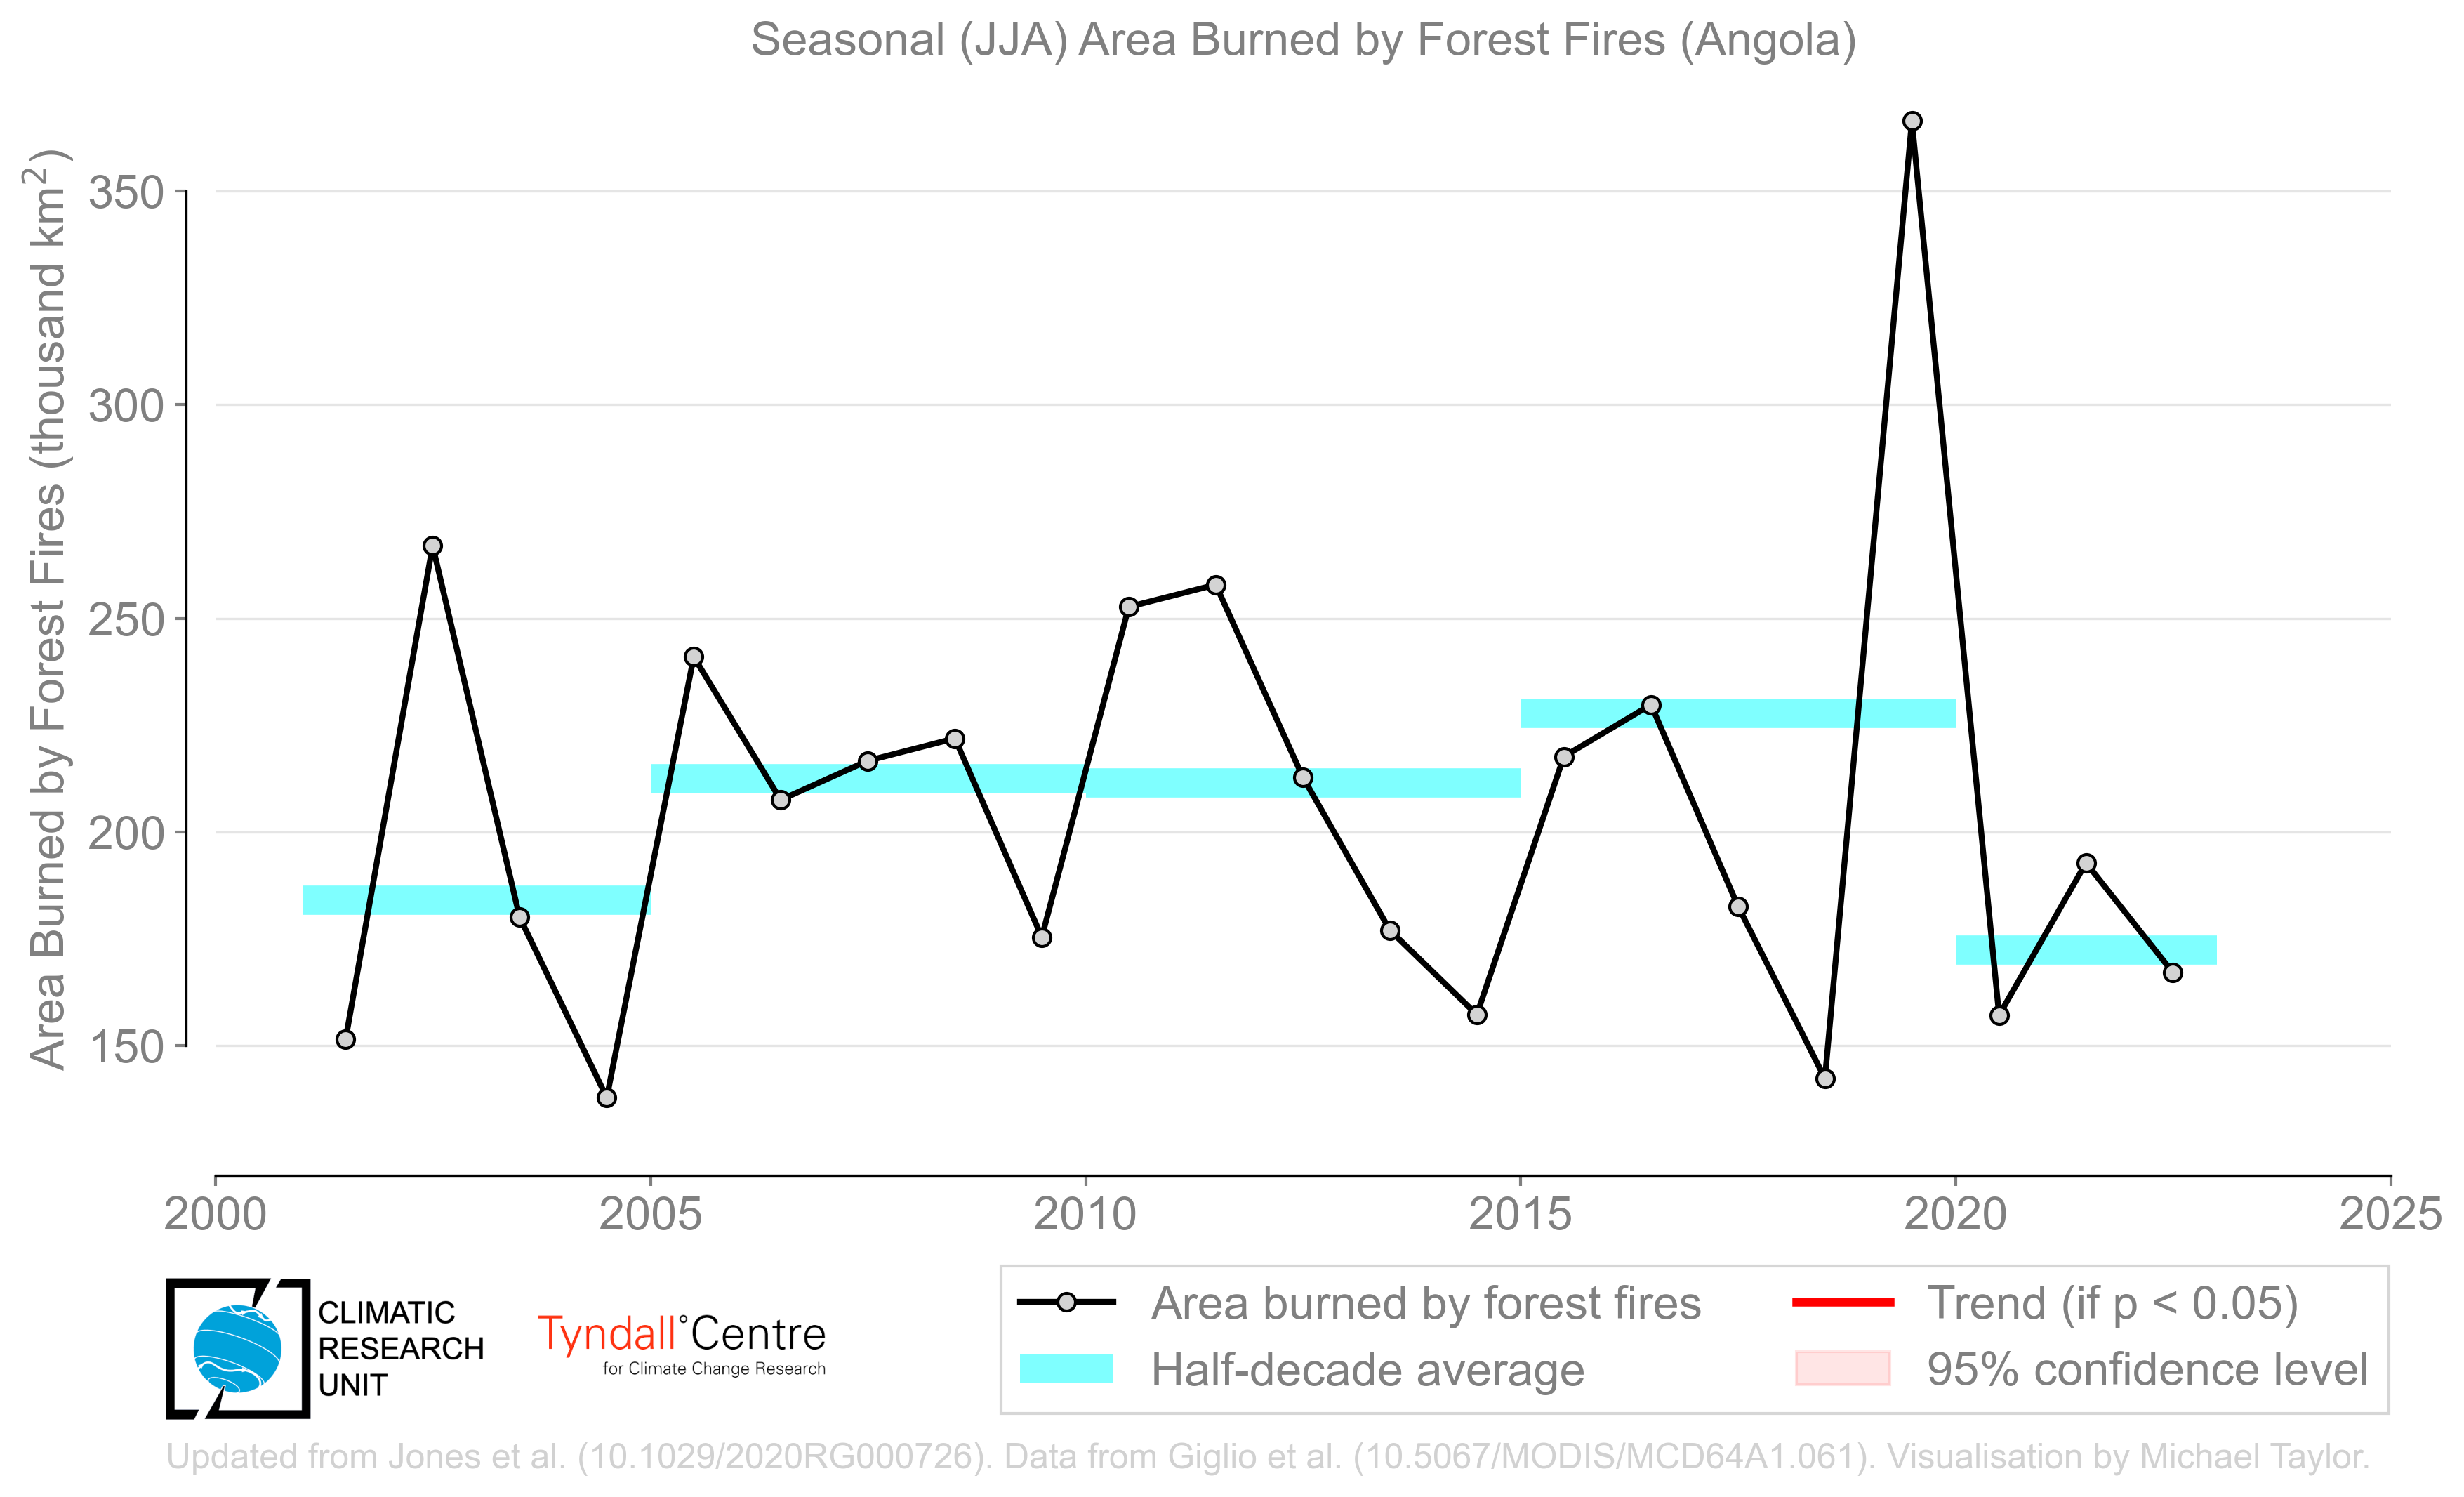 Seasonal (JJA) Area Burned by Forest Fires (Angola)
Area Burned by Forest Fires (thousand km²)
350
300
250
200
150
2000 2005 2010 2015 2020 2025
CLIMATIC
RESEARCH
UNIT
Tyndall°Centre
for Climate Change Research
Area burned by forest fires
Half-decade average
Trend (if p < 0.05)
95% confidence level
Updated from Jones et al. (10.1029/2020RG000726). Data from Giglio et al. (10.5067/MODIS/MCD64A1.061). Visualisation by Michael Taylor.